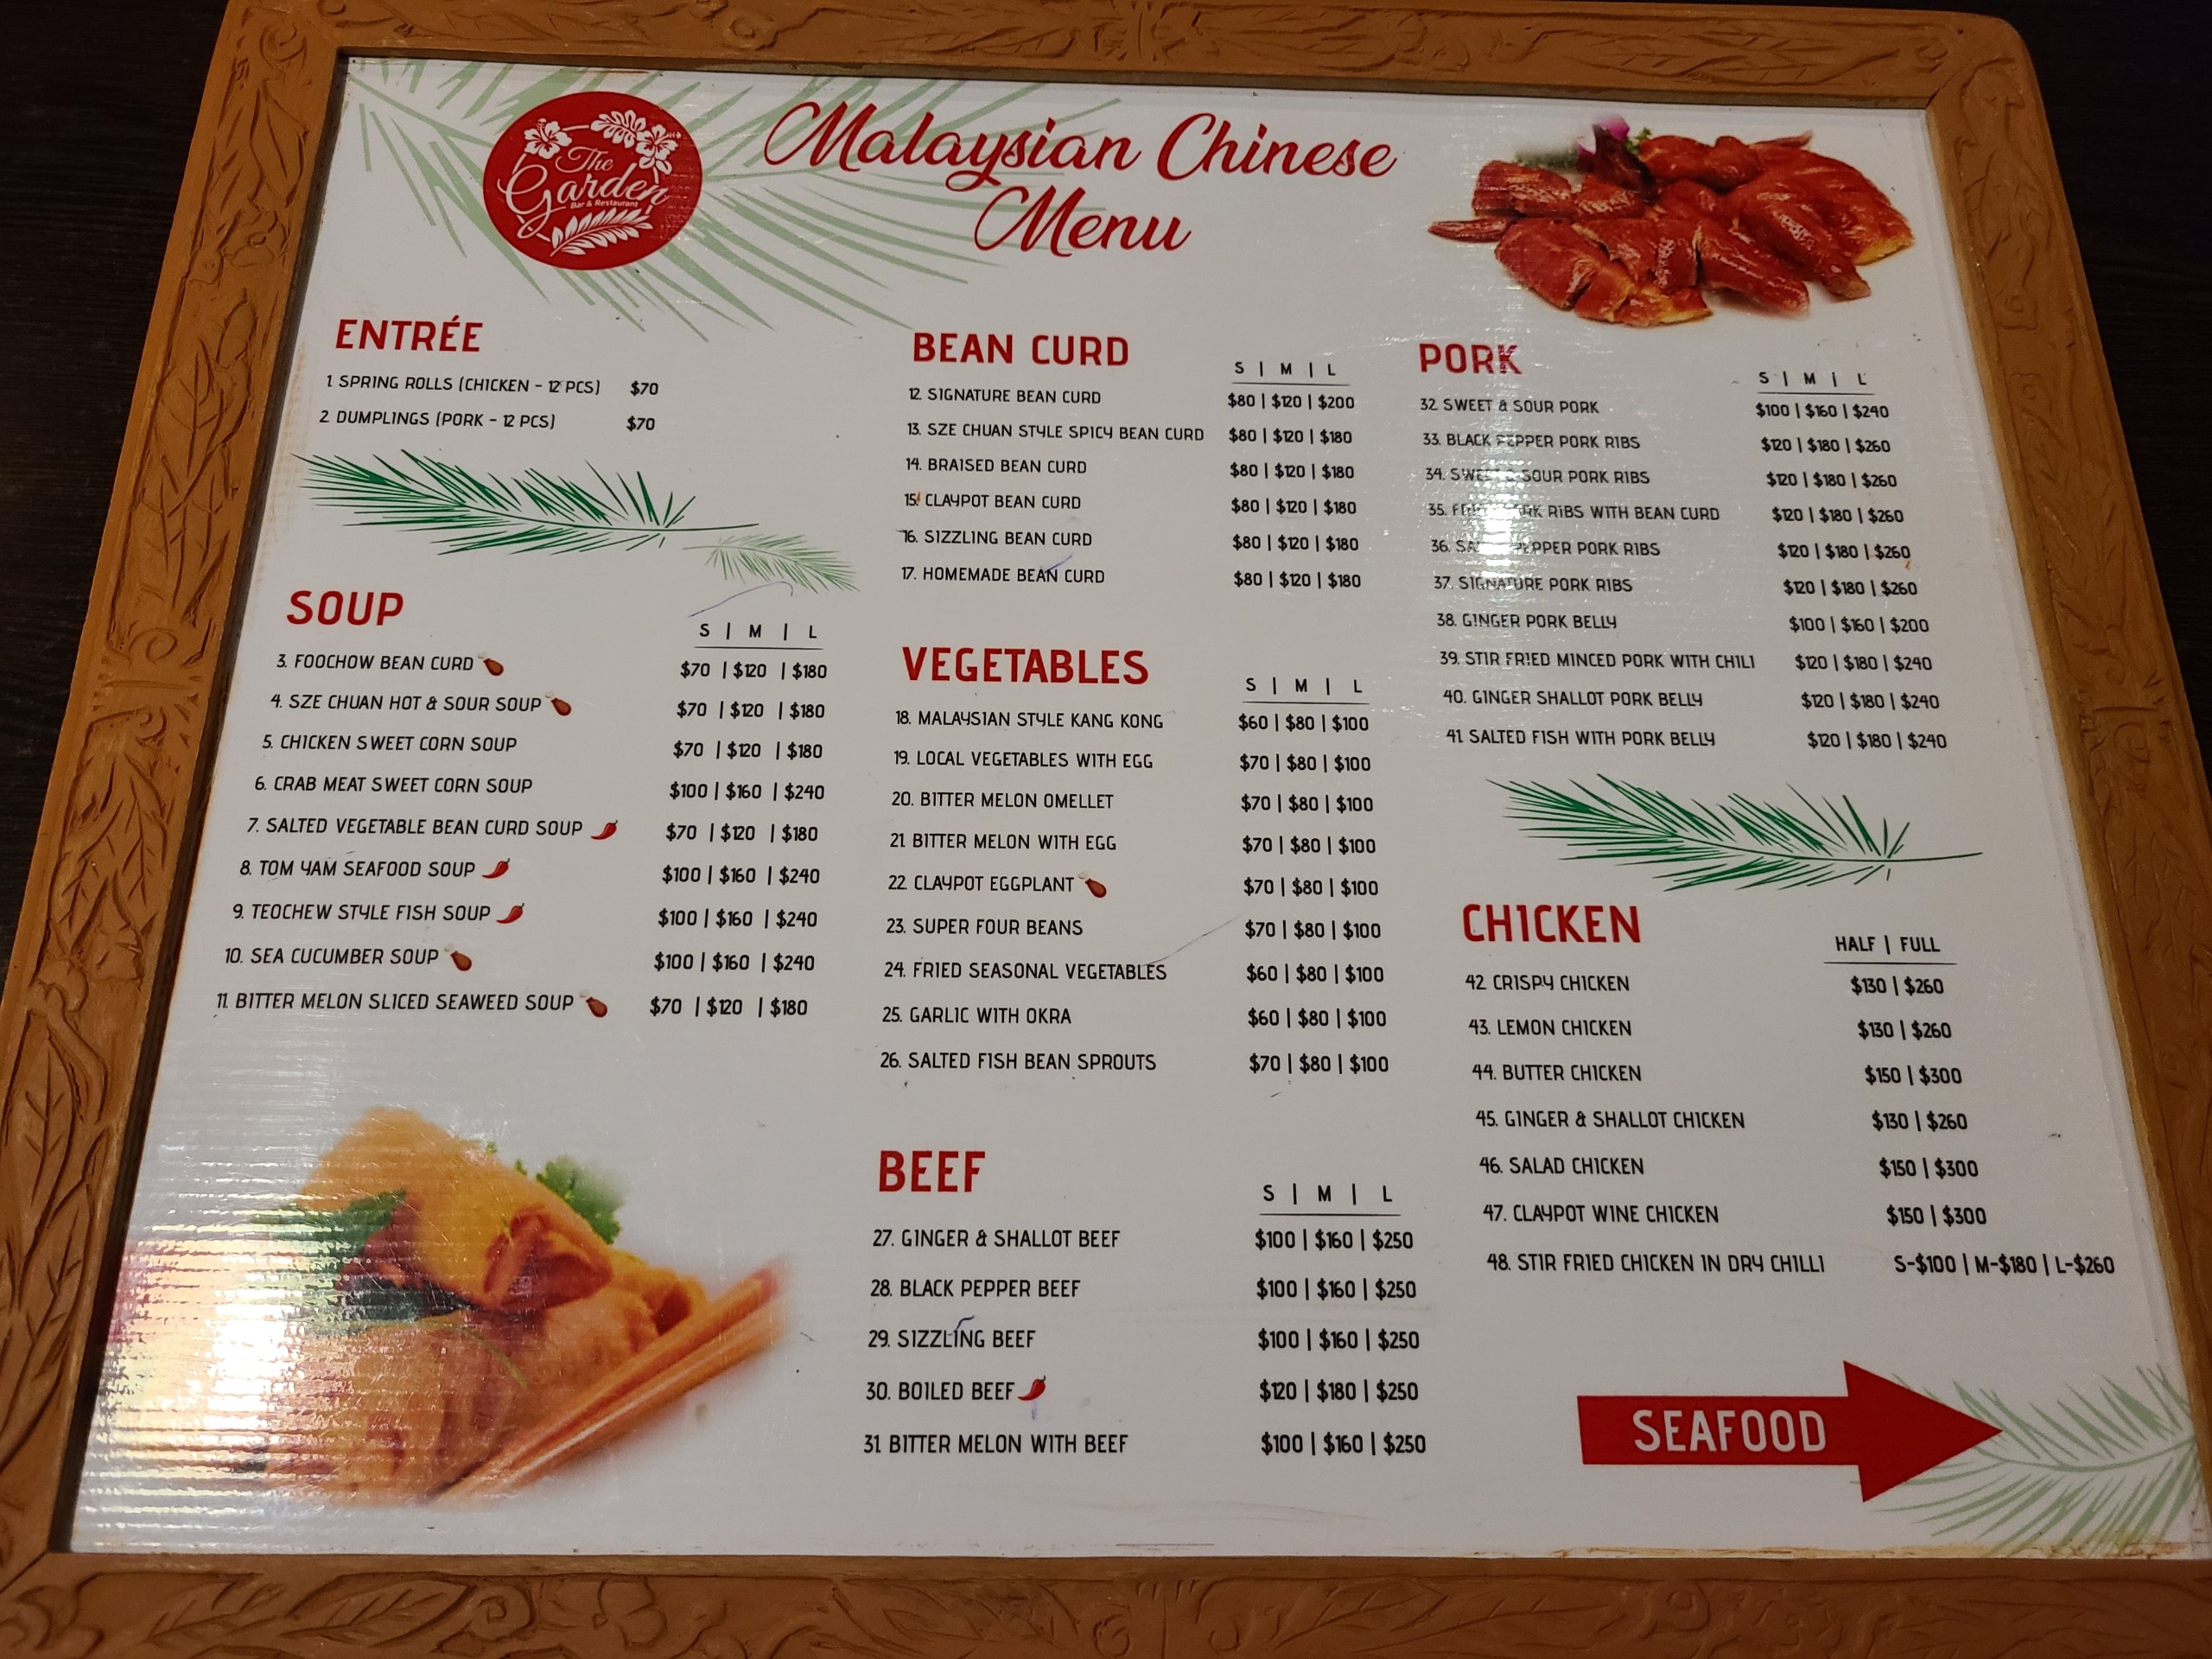 The
Garden
Bar & Restaurant
Malaysian Chinese
Menu
ENTRÉE
1. SPRING ROLLS (CHICKEN - 12 PCS) $70
2. DUMPLINGS (PORK - 12 PCS) $70
SOUP
S | M | L
3. FOOCHOW BEAN CURD $70 | $120 | $180
4. SZE CHUAN HOT & SOUR SOUP $70 | $120 | $180
5. CHICKEN SWEET CORN SOUP $70 | $120 | $180
6. CRAB MEAT SWEET CORN SOUP $100 | $160 | $240
7. SALTED VEGETABLE BEAN CURD SOUP $70 | $120 | $180
8. TOM YAM SEAFOOD SOUP $100 | $160 | $240
9. TEOCHEW STYLE FISH SOUP $100 | $160 | $240
10. SEA CUCUMBER SOUP $100 | $160 | $240
11. BITTER MELON SLICED SEAWEED SOUP $70 | $120 | $180
BEAN CURD
S | M | L
12. SIGNATURE BEAN CURD $80 | $120 | $200
13. SZE CHUAN STYLE SPICY BEAN CURD $80 | $120 | $180
14. BRAISED BEAN CURD $80 | $120 | $180
15. CLAYPOT BEAN CURD $80 | $120 | $180
16. SIZZLING BEAN CURD $80 | $120 | $180
17. HOMEMADE BEAN CURD $80 | $120 | $180
VEGETABLES
S | M | L
18. MALAYSIAN STYLE KANG KONG $60 | $80 | $100
19. LOCAL VEGETABLES WITH EGG $70 | $80 | $100
20. BITTER MELON OMELLET $70 | $80 | $100
21. BITTER MELON WITH EGG $70 | $80 | $100
22. CLAYPOT EGGPLANT $70 | $80 | $100
23. SUPER FOUR BEANS $70 | $80 | $100
24. FRIED SEASONAL VEGETABLES $60 | $80 | $100
25. GARLIC WITH OKRA $60 | $80 | $100
26. SALTED FISH BEAN SPROUTS $70 | $80 | $100
BEEF
S | M | L
27. GINGER & SHALLOT BEEF $100 | $160 | $250
28. BLACK PEPPER BEEF $100 | $160 | $250
29. SIZZLING BEEF $100 | $160 | $250
30. BOILED BEEF $120 | $180 | $250
31. BITTER MELON WITH BEEF $100 | $160 | $250
PORK
S | M | L
32. SWEET & SOUR PORK $100 | $160 | $240
33. BLACK PEPPER PORK RIBS $120 | $180 | $260
34. SWEET & SOUR PORK RIBS $120 | $180 | $260
35. RIBS WITH BEAN CURD $120 | $180 | $260
36. PEPPER PORK RIBS $120 | $180 | $260
37. SIGNATURE PORK RIBS $120 | $180 | $260
38. GINGER PORK BELLY $100 | $160 | $200
39. STIR FRIED MINCED PORK WITH CHILI $120 | $180 | $240
40. GINGER SHALLOT PORK BELLY $120 | $180 | $240
41. SALTED FISH WITH PORK BELLY $120 | $180 | $240
CHICKEN
HALF | FULL
42. CRISPY CHICKEN $130 | $260
43. LEMON CHICKEN $130 | $260
44. BUTTER CHICKEN $150 | $300
45. GINGER & SHALLOT CHICKEN $130 | $260
46. SALAD CHICKEN $150 | $300
47. CLAYPOT WINE CHICKEN $150 | $300
48. STIR FRIED CHICKEN IN DRY CHILLI S-$100 | M-$180 | L-$260
SEAFOOD